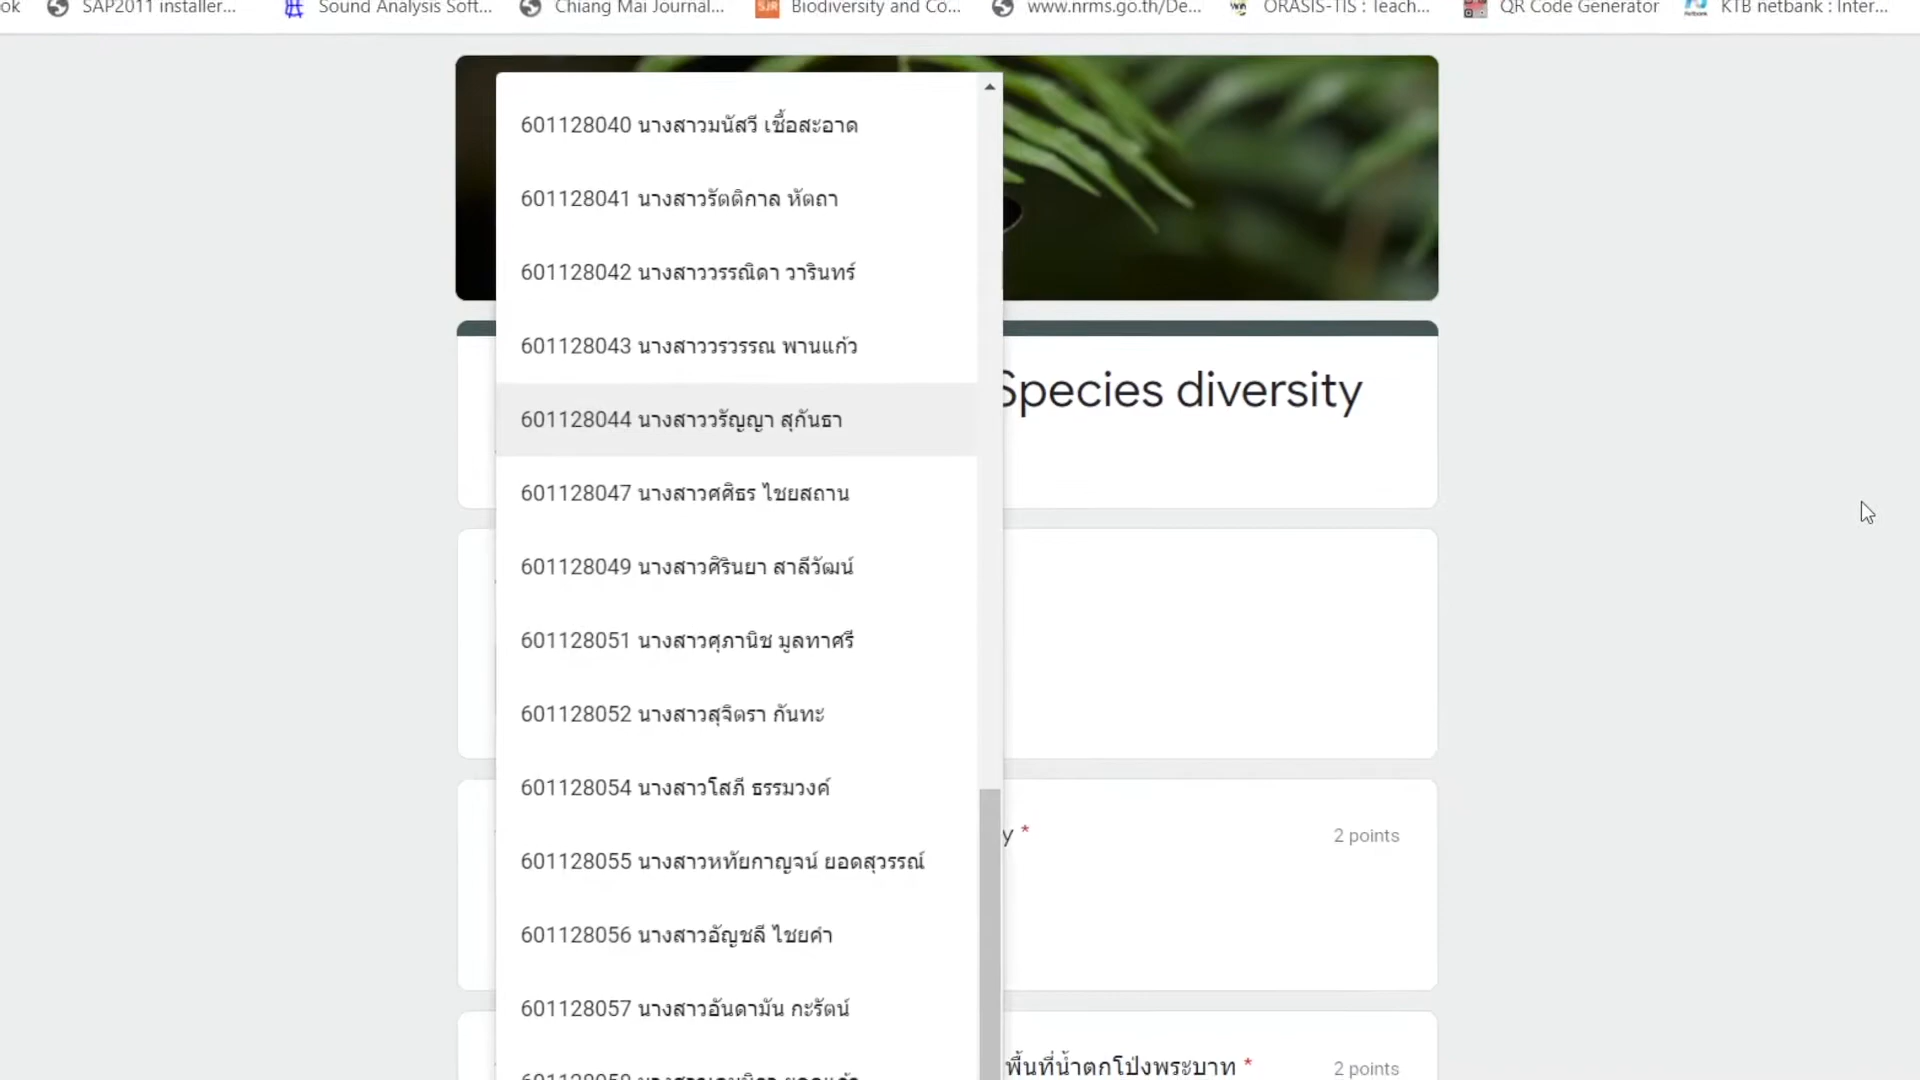 ok SAP2011 installer... Sound Analysis Soft... Chiang Mai Journal... Biodiversity and Co... www.nrms.go.th/De... ORASIS-TIS : Teach... QR Code Generator KTB netbank : Inter...
601128040 นางสาวมนัสวี เชื้อสะอาด
601128041 นางสาวรัตติกาล หัตถา
601128042 นางสาววรรณิดา วารินทร์
601128043 นางสาววรวรรณ พานแก้ว
Species diversity
601128044 นางสาววรัญญา สุกันธา
601128047 นางสาวศศิธร ไชยสถาน
601128049 นางสาวศิรินยา สาลีวัฒน์
601128051 นางสาวศุภานิช มูลทาศรี
601128052 นางสาวสุจิตรา กันทะ
601128054 นางสาวโสภี ธรรมวงค์
y * 2 points
601128055 นางสาวหทัยกาญจน์ ยอดสุวรรณ์
601128056 นางสาวอัญชลี ไชยคำ
601128057 นางสาวอันดามัน กะรัตน์
พื้นที่น้ำตกโป่งพระบาท * 2 points